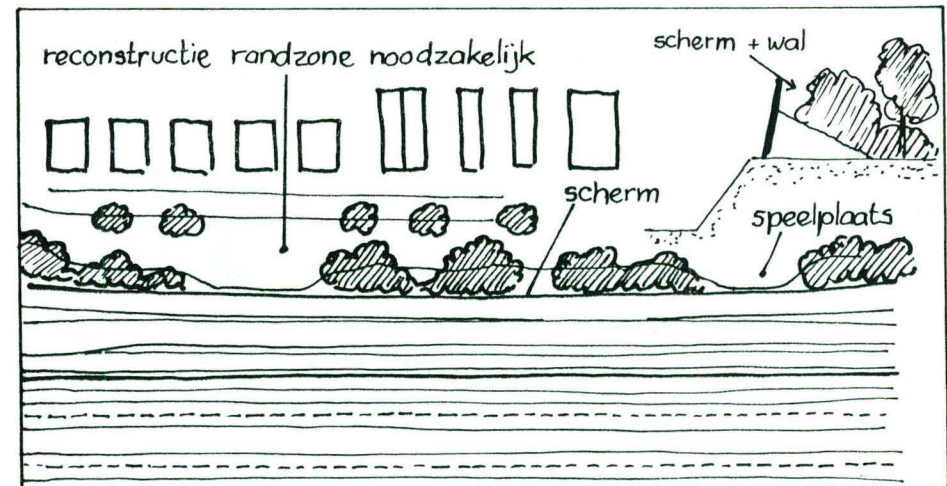 reconstructie randzone noodzakelijk
scherm + wal
scherm
speelplaats